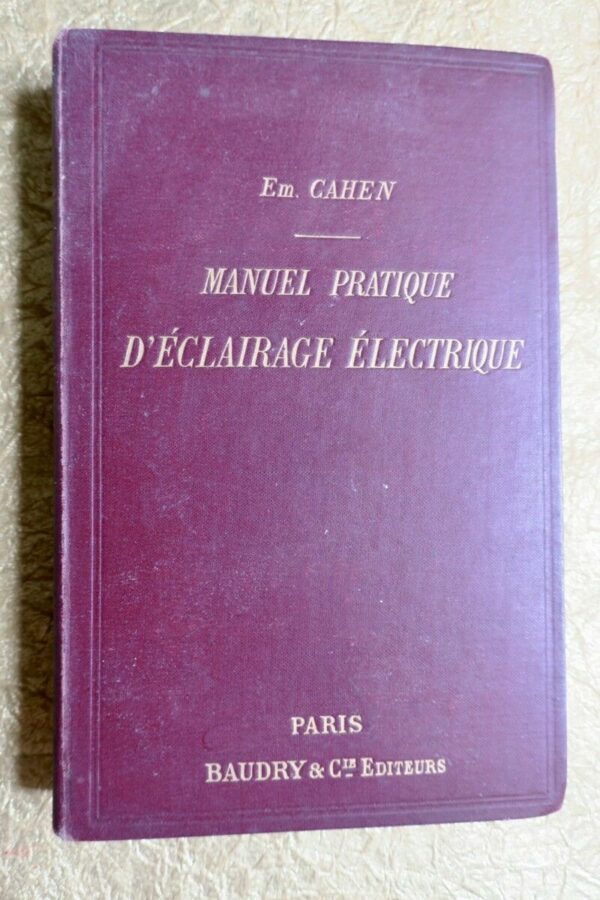 Em. CAHEN
MANUEL PRATIQUE
D'ÉCLAIRAGE ÉLECTRIQUE
PARIS
BAUDRY & CIE EDITEURS